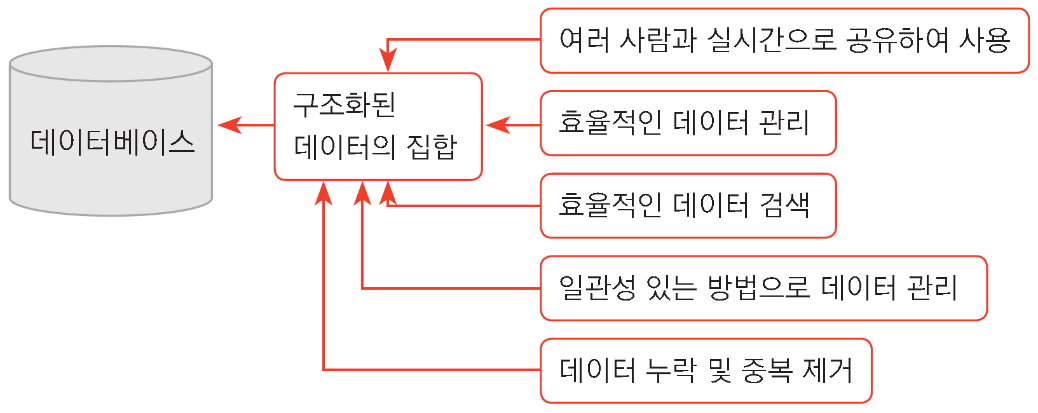 데이터베이스
구조화된
데이터의 집합
여러 사람과 실시간으로 공유하여 사용
효율적인 데이터 관리
효율적인 데이터 검색
일관성 있는 방법으로 데이터 관리
데이터 누락 및 중복 제거